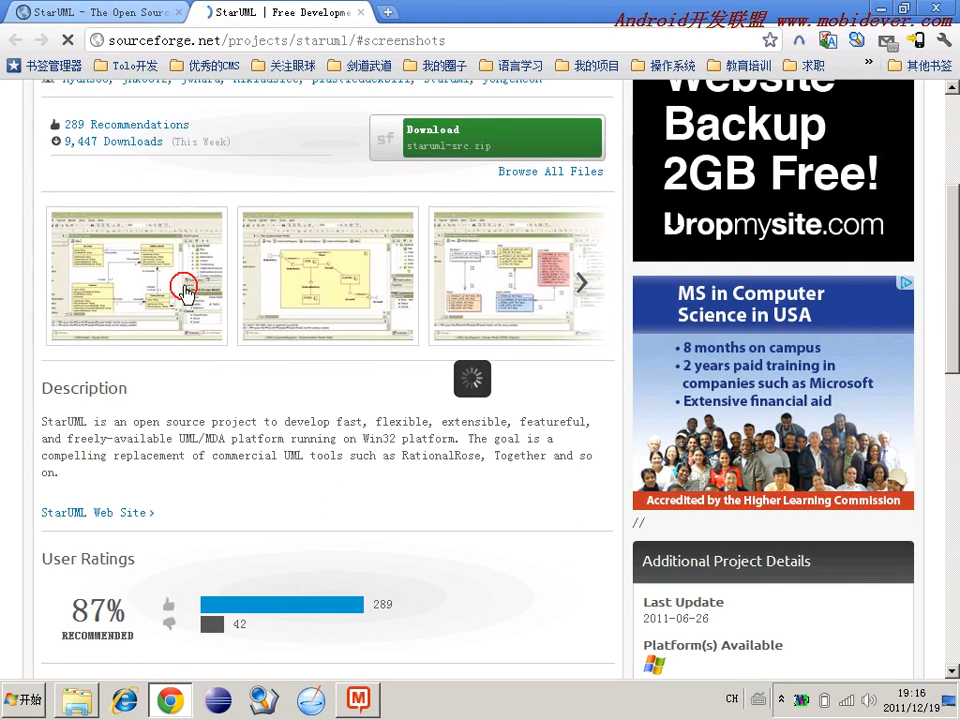 StarUML - The Open Sourc
StarUML | Free Developme
Android开发联盟 www.mobidever.com
sourceforge.net/projects/staruml/#screenshots
书签管理器 Tolo开发 优秀的CMS 关注眼球 剑道武道 我的圈子 语言学习 我的项目 操作系统 教育培训 求职 » 其他书签
289 Recommendations
9,447 Downloads (This Week)
sf
Download
staruml-src.zip
Browse All Files
Description
StarUML is an open source project to develop fast, flexible, extensible, featureful,
and freely-available UML/MDA platform running on Win32 platform. The goal is a
compelling replacement of commercial UML tools such as RationalRose, Together and so
on.
StarUML Web Site ›
User Ratings
87%
RECOMMENDED
289
42
Website
Backup
2GB Free!
Dropmysite.com
MS in Computer
Science in USA
• 8 months on campus
• 2 years paid training in
companies such as Microsoft
• Extensive financial aid
Accredited by the Higher Learning Commission
//
Additional Project Details
Last Update
2011-06-26
Platform(s) Available
开始
CH
19:16
2011/12/19